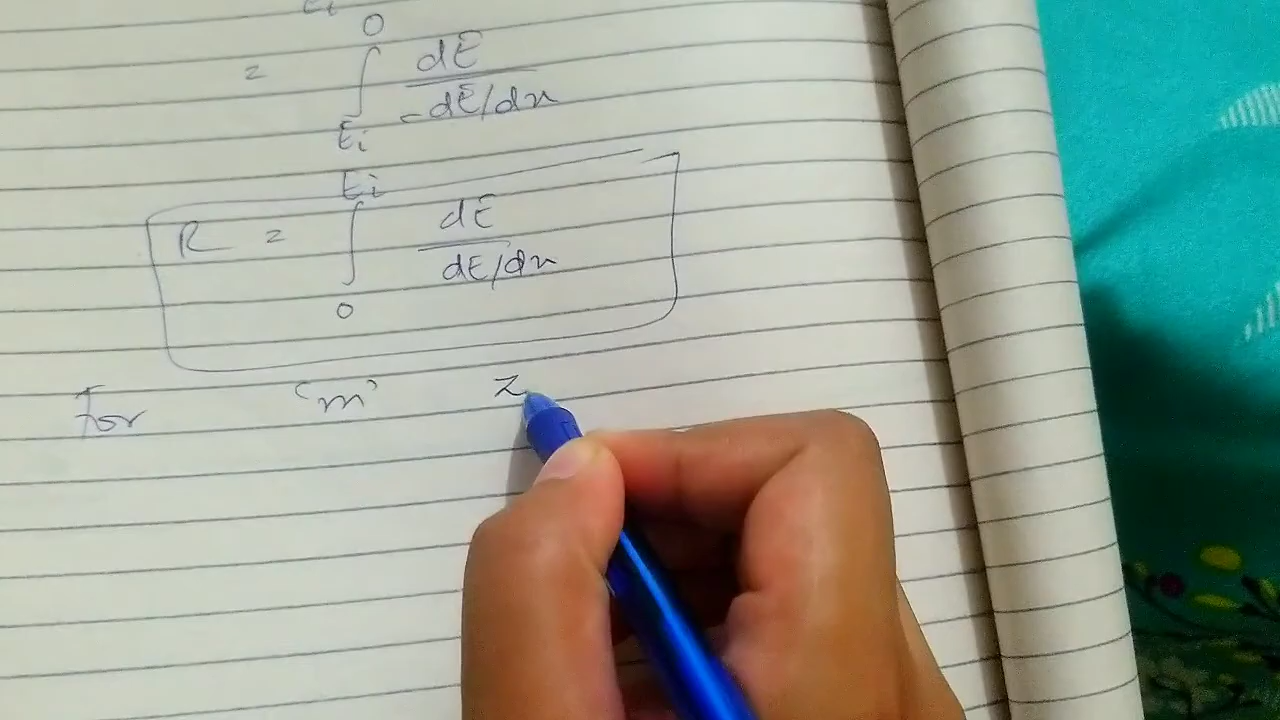 Ei
0
= ∫ dE
-dE/dx
Ei
Ei
R = ∫ dE
dE/dx
0
For 'm' z